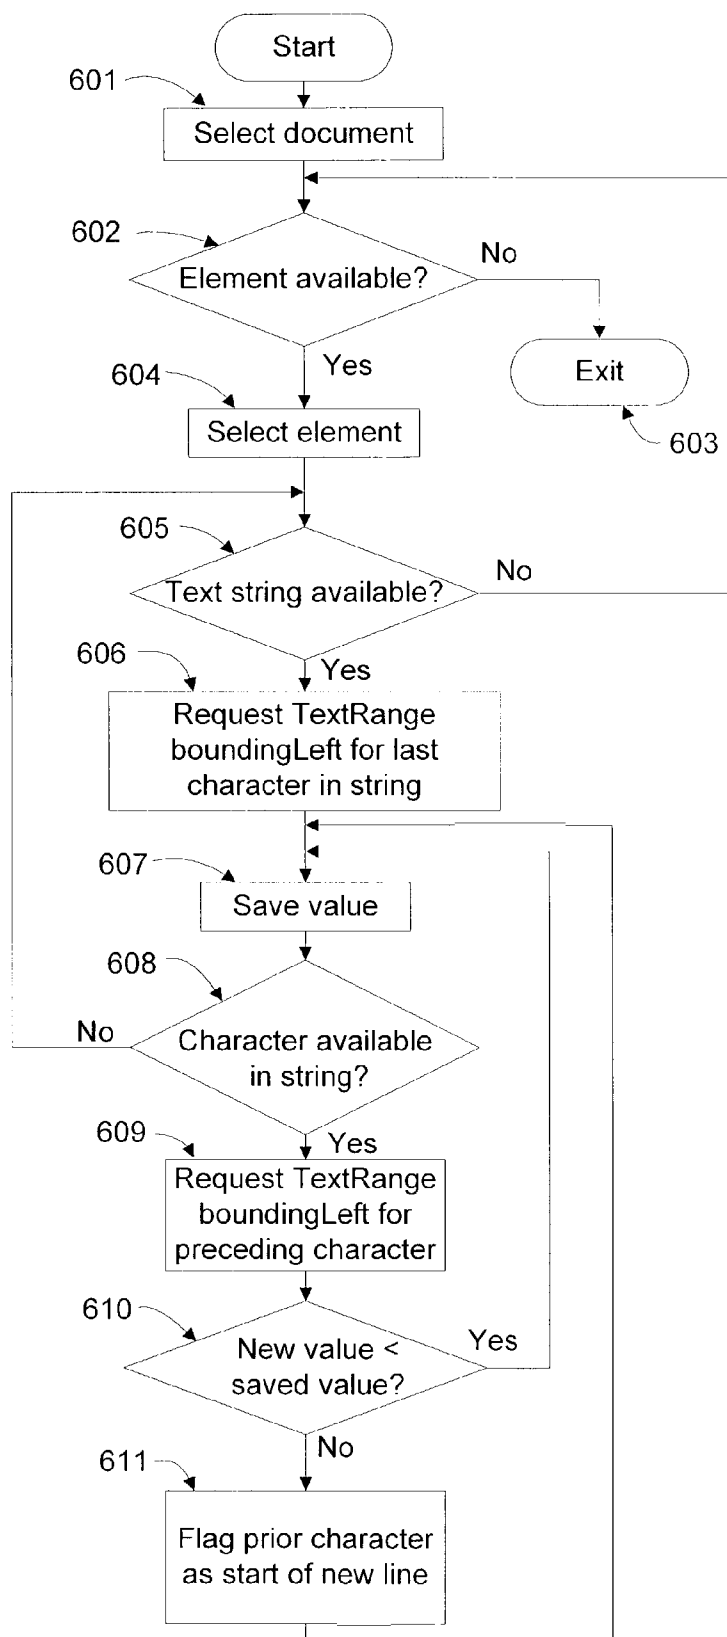 Start
601
Select document
602
Element available?
No
Yes
Exit
603
604
Select element
605
Text string available?
No
Yes
606
Request TextRange
boundingLeft for last
character in string
607
Save value
608
No
Character available
in string?
Yes
609
Request TextRange
boundingLeft for
preceding character
610
New value <
saved value?
Yes
No
611
Flag prior character
as start of new line